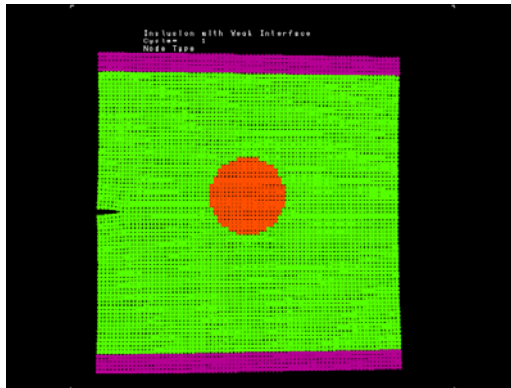 Inclusion with Weak Interface
Cycle= 1
Node Type